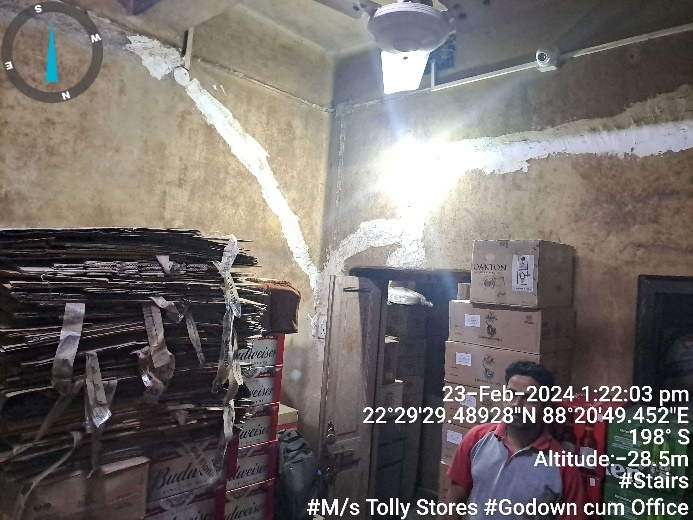 S
W
E
N
OAKTON
Budweiser
Budweiser
23-Feb-2024 1:22:03 pm
22°29'29.48928"N 88°20'49.452"E
198° S
Altitude:-28.5m
#Stairs
#M/s Tolly Stores #Godown cum Office